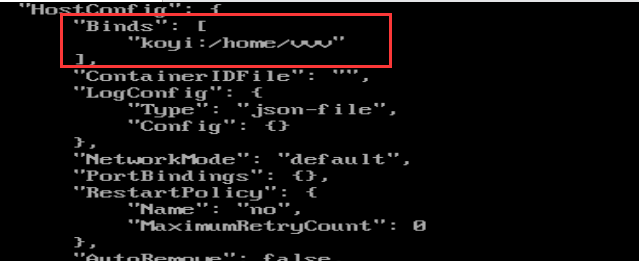 "HostConfig": {
"Binds": [
"koyi:/home/vvv"
],
"ContainerIDFile": "",
"LogConfig": {
"Type": "json-file",
"Config": {}
},
"NetworkMode": "default",
"PortBindings": {},
"RestartPolicy": {
"Name": "no",
"MaximumRetryCount": 0
},
"AutoRemove": false,